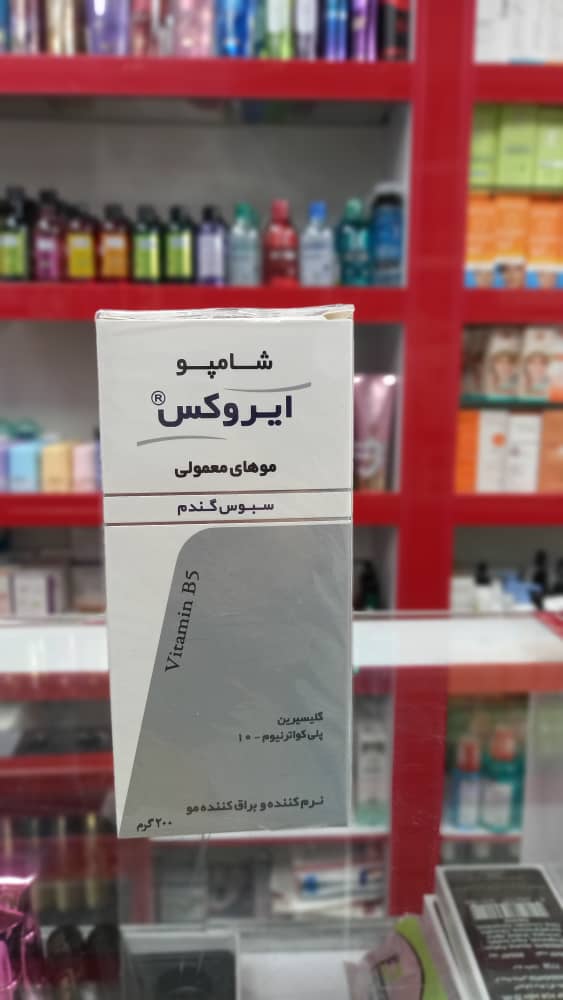 شامپو
ایروکس®
موهای معمولی
سبوس گندم
Vitamin B5
گلیسیرین
پلی کواترنیوم - ۱۰
نرم کننده و براق کننده مو
۲۰۰ گرم